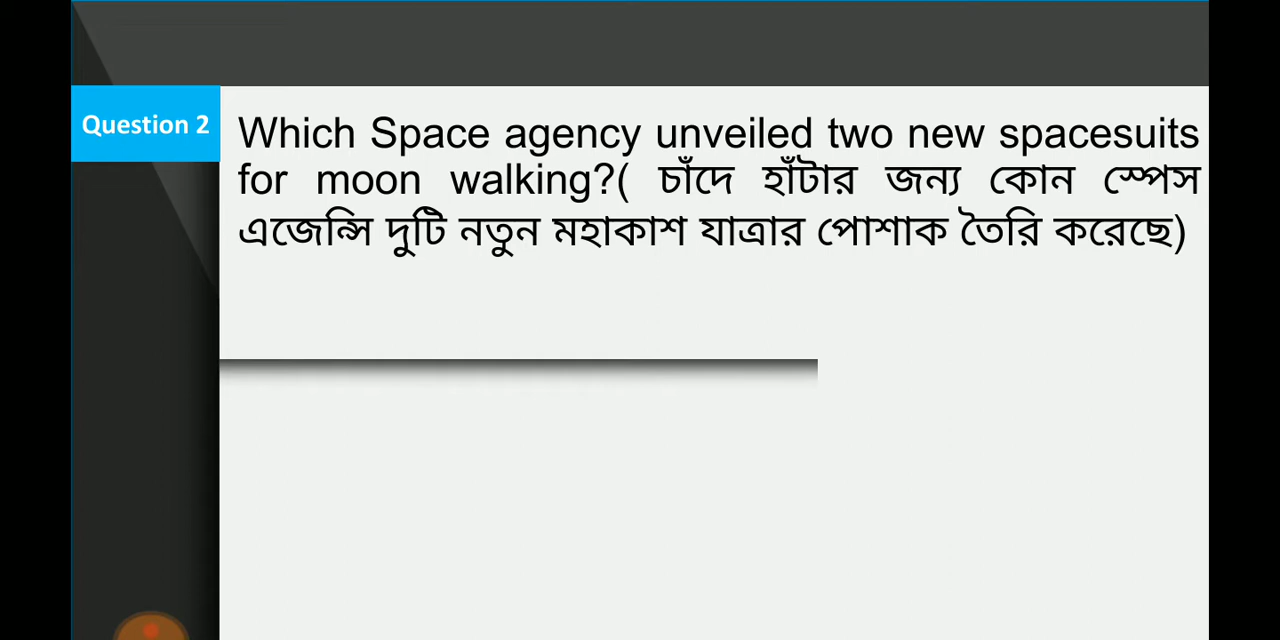 Question 2
Which Space agency unveiled two new spacesuits
for moon walking?( চাঁদে হাঁটার জন্য কোন স্পেস
এজেন্সি দুটি নতুন মহাকাশ যাত্রার পোশাক তৈরি করেছে)